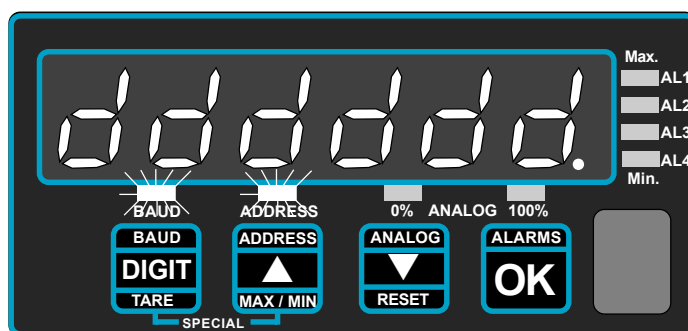 dddddd.
Max.
AL1
AL2
AL3
AL4
Min.
BAUD ADDRESS 0% ANALOG 100%
BAUD ADDRESS ANALOG ALARMS
DIGIT OK
TARE MAX / MIN RESET
SPECIAL